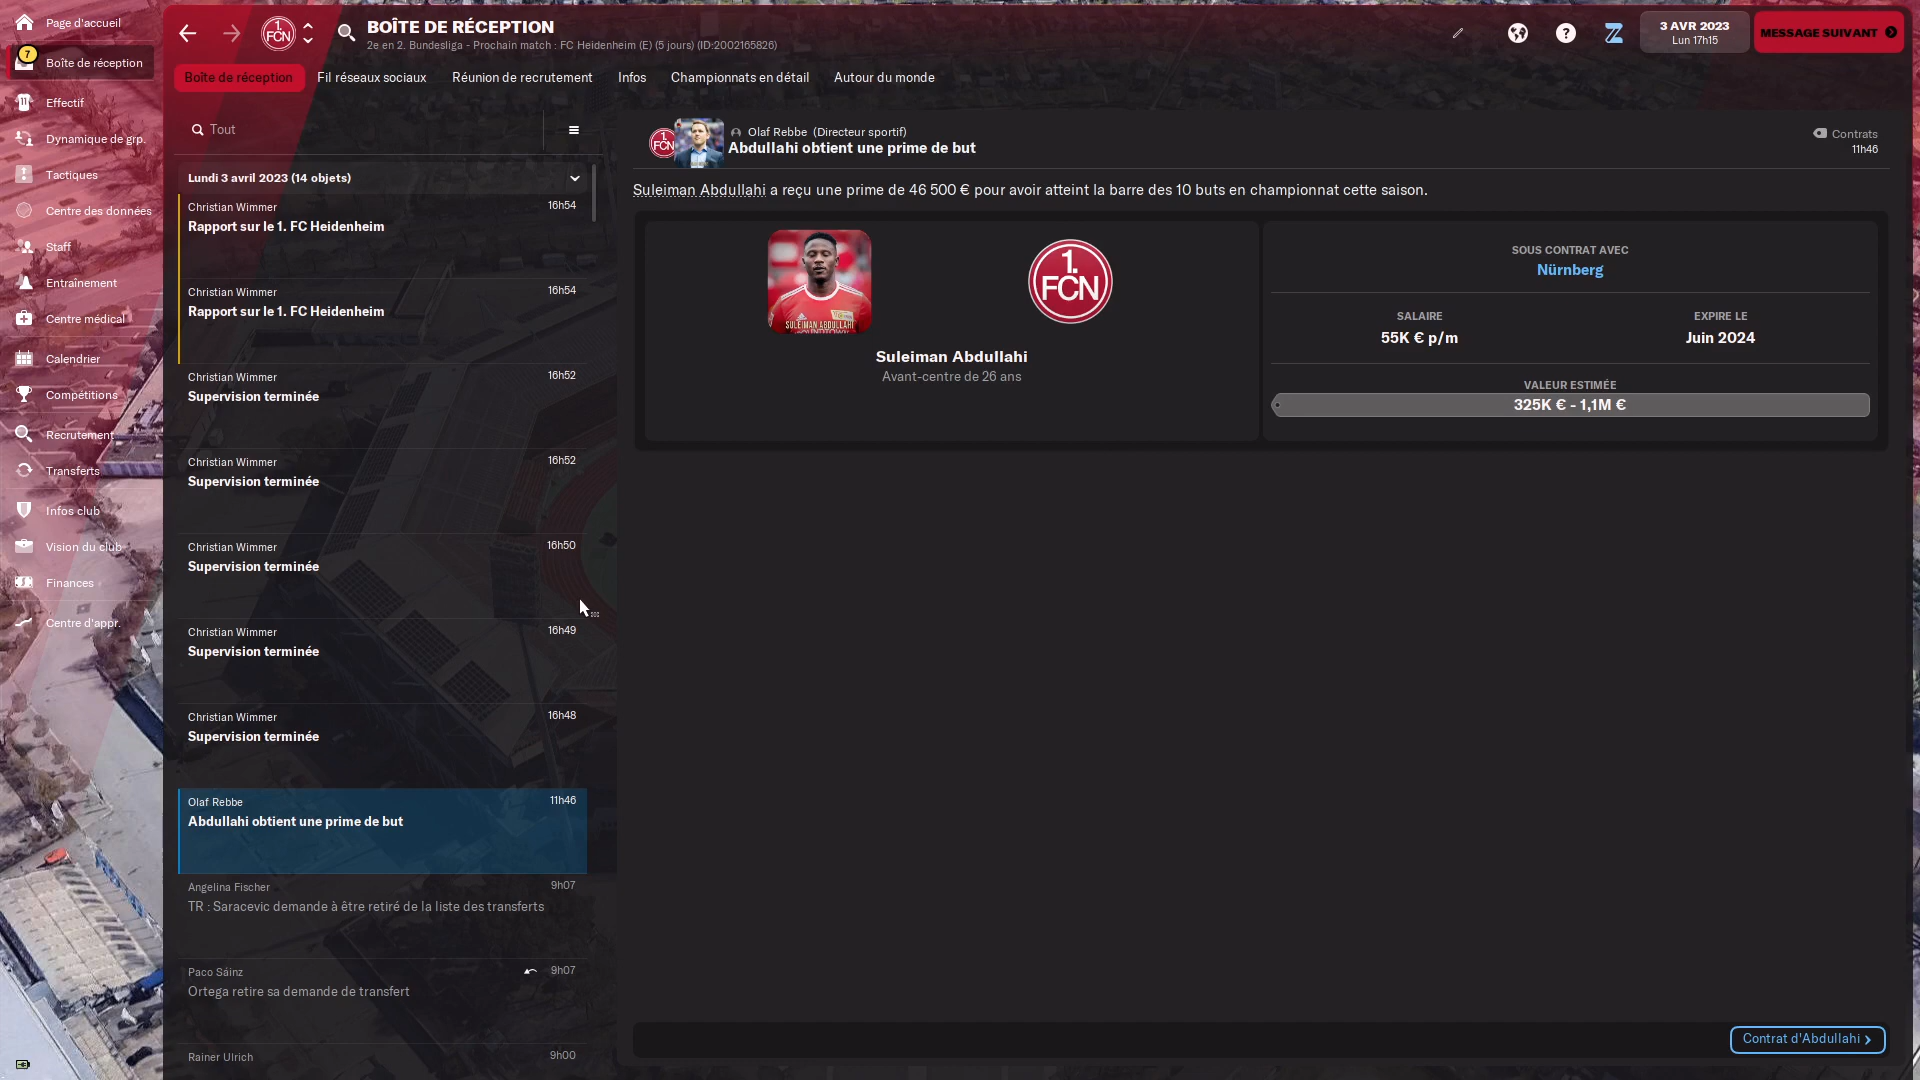 Page d'accueil
7
Boîte de réception
Effectif
Dynamique de grp.
Tactiques
Centre des données
Staff
Entraînement
Centre médical
Calendrier
Compétitions
Recrutement
Transferts
Infos club
Vision du club
Finances
Centre d'appr.
1.
FCN
BOÎTE DE RÉCEPTION
2e en 2. Bundesliga - Prochain match : FC Heidenheim (E) (5 jours) (ID:2002165826)
3 AVR 2023
Lun 17h15
MESSAGE SUIVANT
Boîte de réception
Fil réseaux sociaux
Réunion de recrutement
Infos
Championnats en détail
Autour du monde
Tout
Lundi 3 avril 2023 (14 objets)
Christian Wimmer 16h54
Rapport sur le 1. FC Heidenheim
Christian Wimmer 16h54
Rapport sur le 1. FC Heidenheim
Christian Wimmer 16h52
Supervision terminée
Christian Wimmer 16h52
Supervision terminée
Christian Wimmer 16h50
Supervision terminée
Christian Wimmer 16h49
Supervision terminée
Christian Wimmer 16h48
Supervision terminée
Olaf Rebbe 11h46
Abdullahi obtient une prime de but
Angelina Fischer 9h07
TR : Saracevic demande à être retiré de la liste des transferts
Paco Sáinz 9h07
Ortega retire sa demande de transfert
Rainer Ulrich 9h00
1.
FCN
Olaf Rebbe (Directeur sportif)
Abdullahi obtient une prime de but
Contrats
11h46
Suleiman Abdullahi a reçu une prime de 46 500 € pour avoir atteint la barre des 10 buts en championnat cette saison.
SULEIMAN ABDULLAHI
1.
FCN
Suleiman Abdullahi
Avant-centre de 26 ans
SOUS CONTRAT AVEC
Nürnberg
SALAIRE
55K € p/m
EXPIRE LE
Juin 2024
VALEUR ESTIMÉE
325K € - 1,1M €
Contrat d'Abdullahi